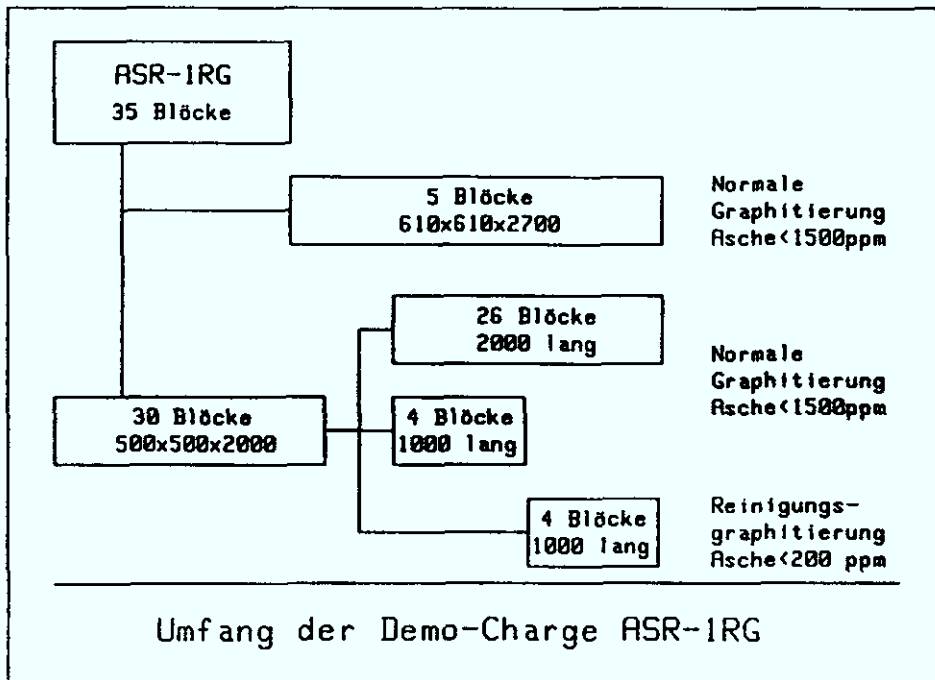 ASR-1RG
35 Blöcke
5 Blöcke
610x610x2700
Normale
Graphitierung
Asche<1500ppm
26 Blöcke
2000 lang
Normale
Graphitierung
Asche<1500ppm
30 Blöcke
500x500x2000
4 Blöcke
1000 lang
4 Blöcke
1000 lang
Reinigungs-
graphitierung
Asche<200 ppm
Umfang der Demo-Charge ASR-1RG